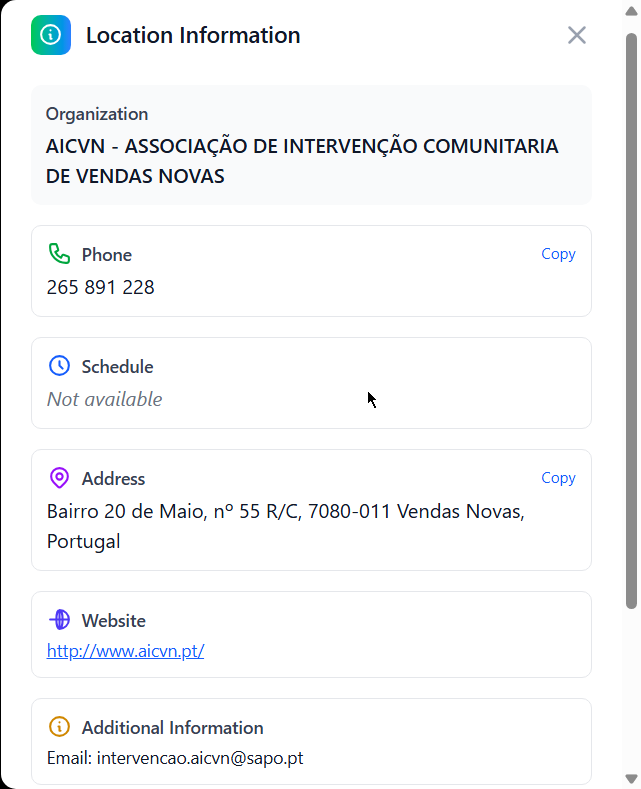 Location Information
Organization
AICVN - ASSOCIAÇÃO DE INTERVENÇÃO COMUNITARIA
DE VENDAS NOVAS
Phone
Copy
265 891 228
Schedule
Not available
Address
Copy
Bairro 20 de Maio, nº 55 R/C, 7080-011 Vendas Novas,
Portugal
Website
http://www.aicvn.pt/
Additional Information
Email: intervencao.aicvn@sapo.pt